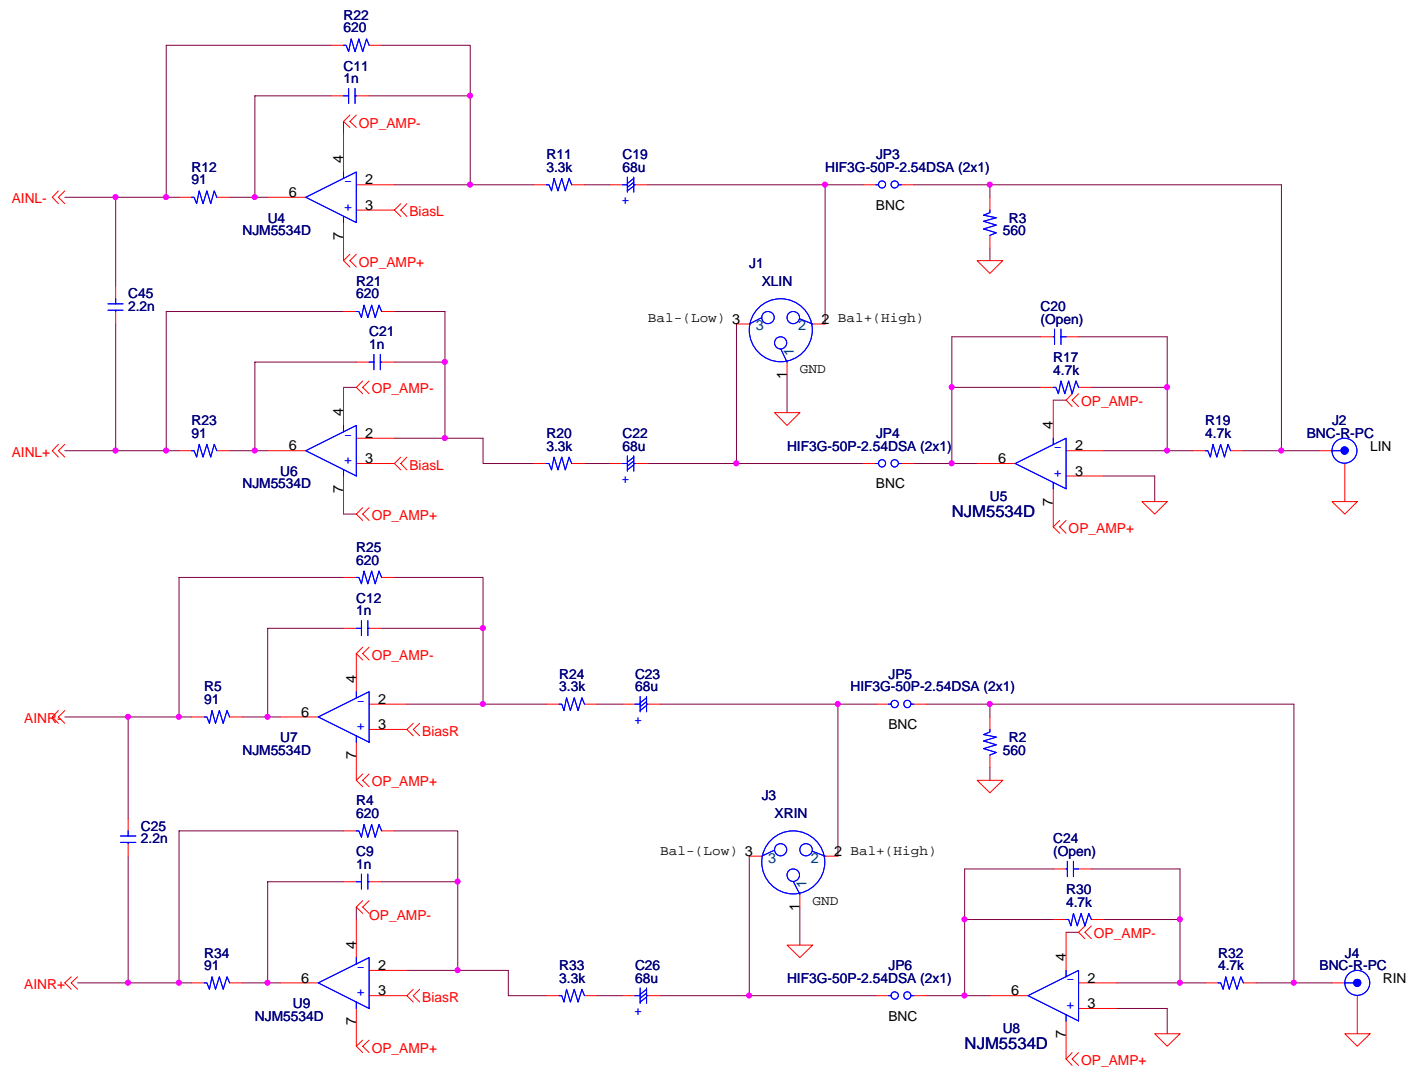 R22
620
C11
1n
OP_AMP-
4
R12
91
AINL-
6
2
3
BiasL
U4
NJM5534D
7
OP_AMP+
R11
3.3k
C19
68u
+
JP3
HIF3G-50P-2.54DSA (2x1)
BNC
R3
560
R21
620
C45
2.2n
C21
1n
OP_AMP-
4
R23
91
AINL+
6
2
3
BiasL
U6
NJM5534D
7
OP_AMP+
R20
3.3k
C22
68u
+
J1
XLIN
Bal-(Low)
3
3
2
2
Bal+(High)
1
1
GND
JP4
HIF3G-50P-2.54DSA (2x1)
BNC
C20
(Open)
R17
4.7k
OP_AMP-
4
6
2
3
U5
NJM5534D
7
OP_AMP+
R19
4.7k
J2
BNC-R-PC
LIN
R25
620
C12
1n
OP_AMP-
4
R5
91
AINR-
6
2
3
BiasR
U7
NJM5534D
7
OP_AMP+
R24
3.3k
C23
68u
+
JP5
HIF3G-50P-2.54DSA (2x1)
BNC
R2
560
R4
620
C25
2.2n
C9
1n
OP_AMP-
4
R34
91
AINR+
6
2
3
BiasR
U9
NJM5534D
7
OP_AMP+
R33
3.3k
C26
68u
+
J3
XRIN
Bal-(Low)
3
3
2
2
Bal+(High)
1
1
GND
JP6
HIF3G-50P-2.54DSA (2x1)
BNC
C24
(Open)
R30
4.7k
OP_AMP-
4
6
2
3
U8
NJM5534D
7
OP_AMP+
R32
4.7k
J4
BNC-R-PC
RIN